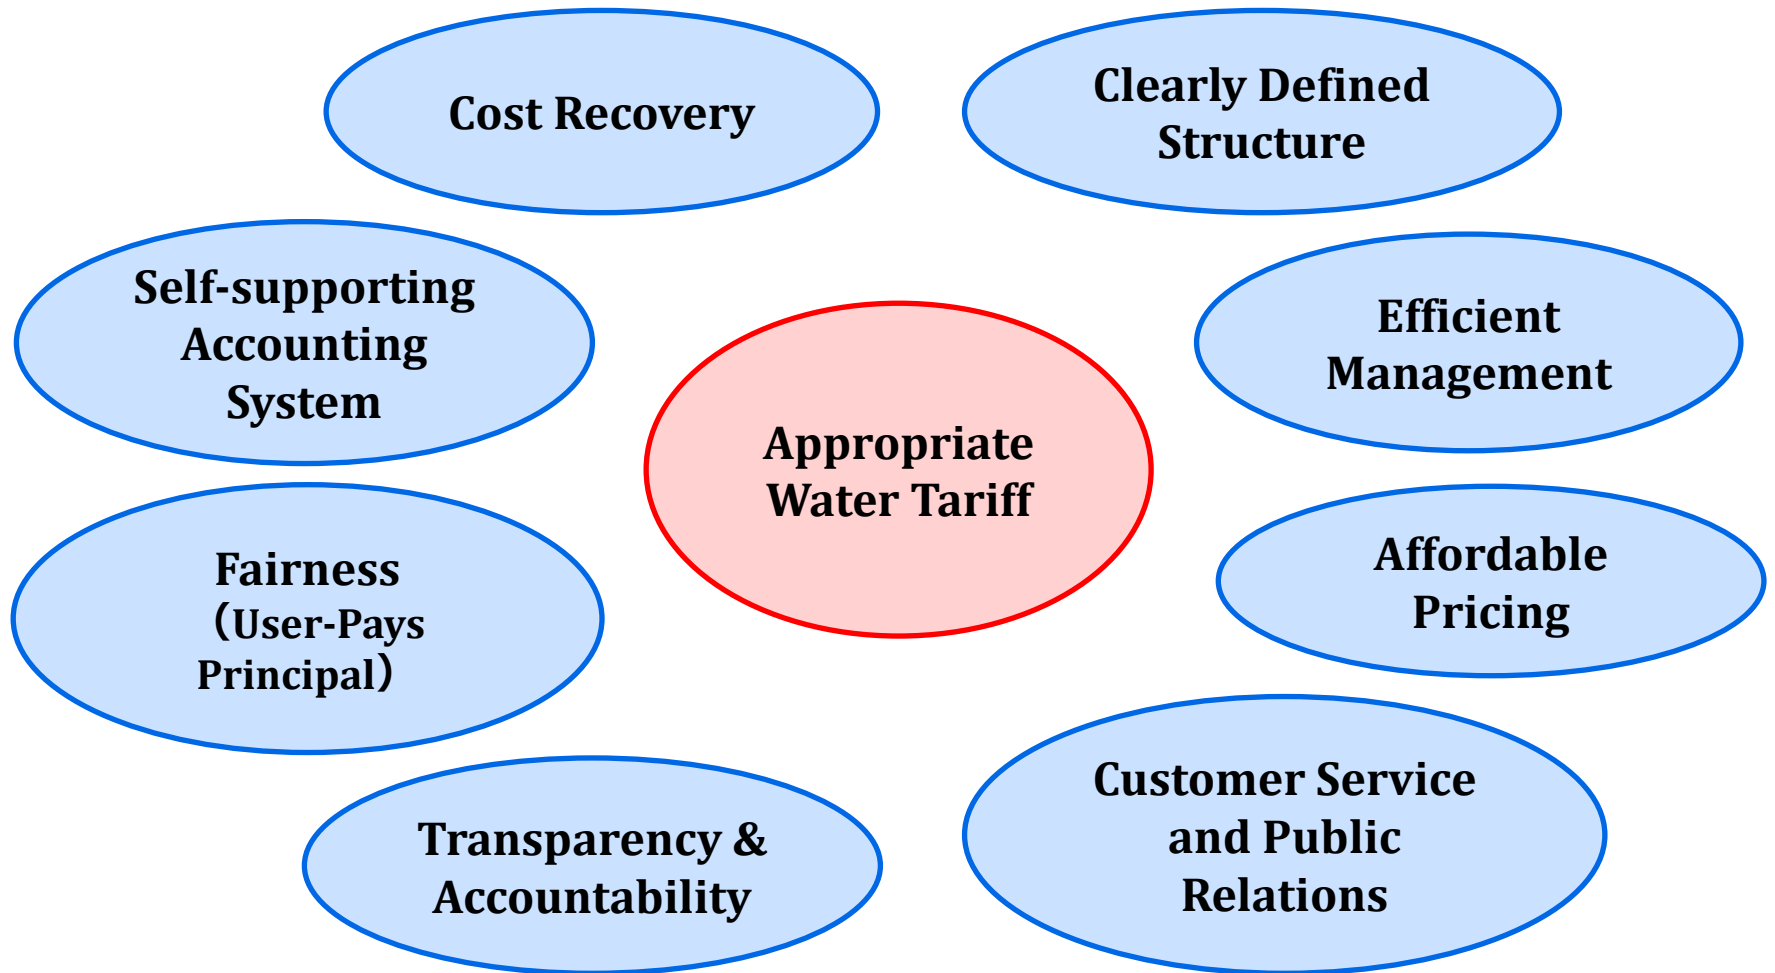 Cost Recovery
Clearly Defined
Structure
Self-supporting
Accounting
System
Efficient
Management
Appropriate
Water Tariff
Fairness
（User-Pays
Principal）
Affordable
Pricing
Transparency &
Accountability
Customer Service
and Public
Relations